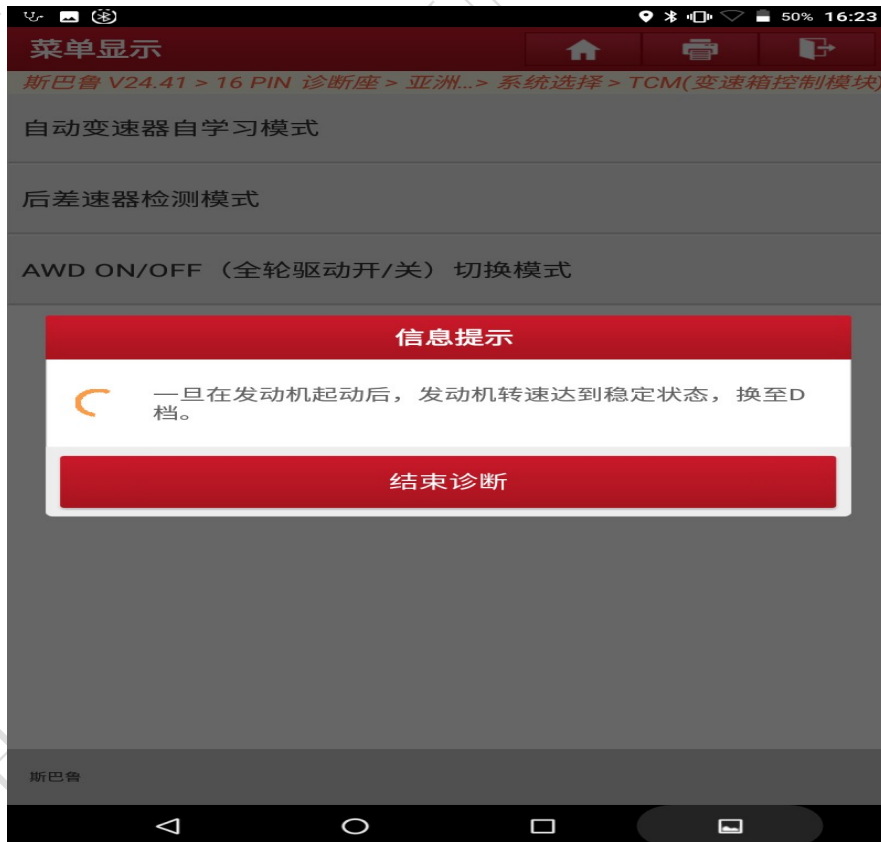 50% 16:23
菜单显示
斯巴鲁 V24.41 > 16 PIN 诊断座 > 亚洲...> 系统选择 > TCM(变速箱控制模块)
自动变速器自学习模式
后差速器检测模式
AWD ON/OFF（全轮驱动开/关）切换模式
信息提示
一旦在发动机起动后，发动机转速达到稳定状态，换至D
档。
结束诊断
斯巴鲁